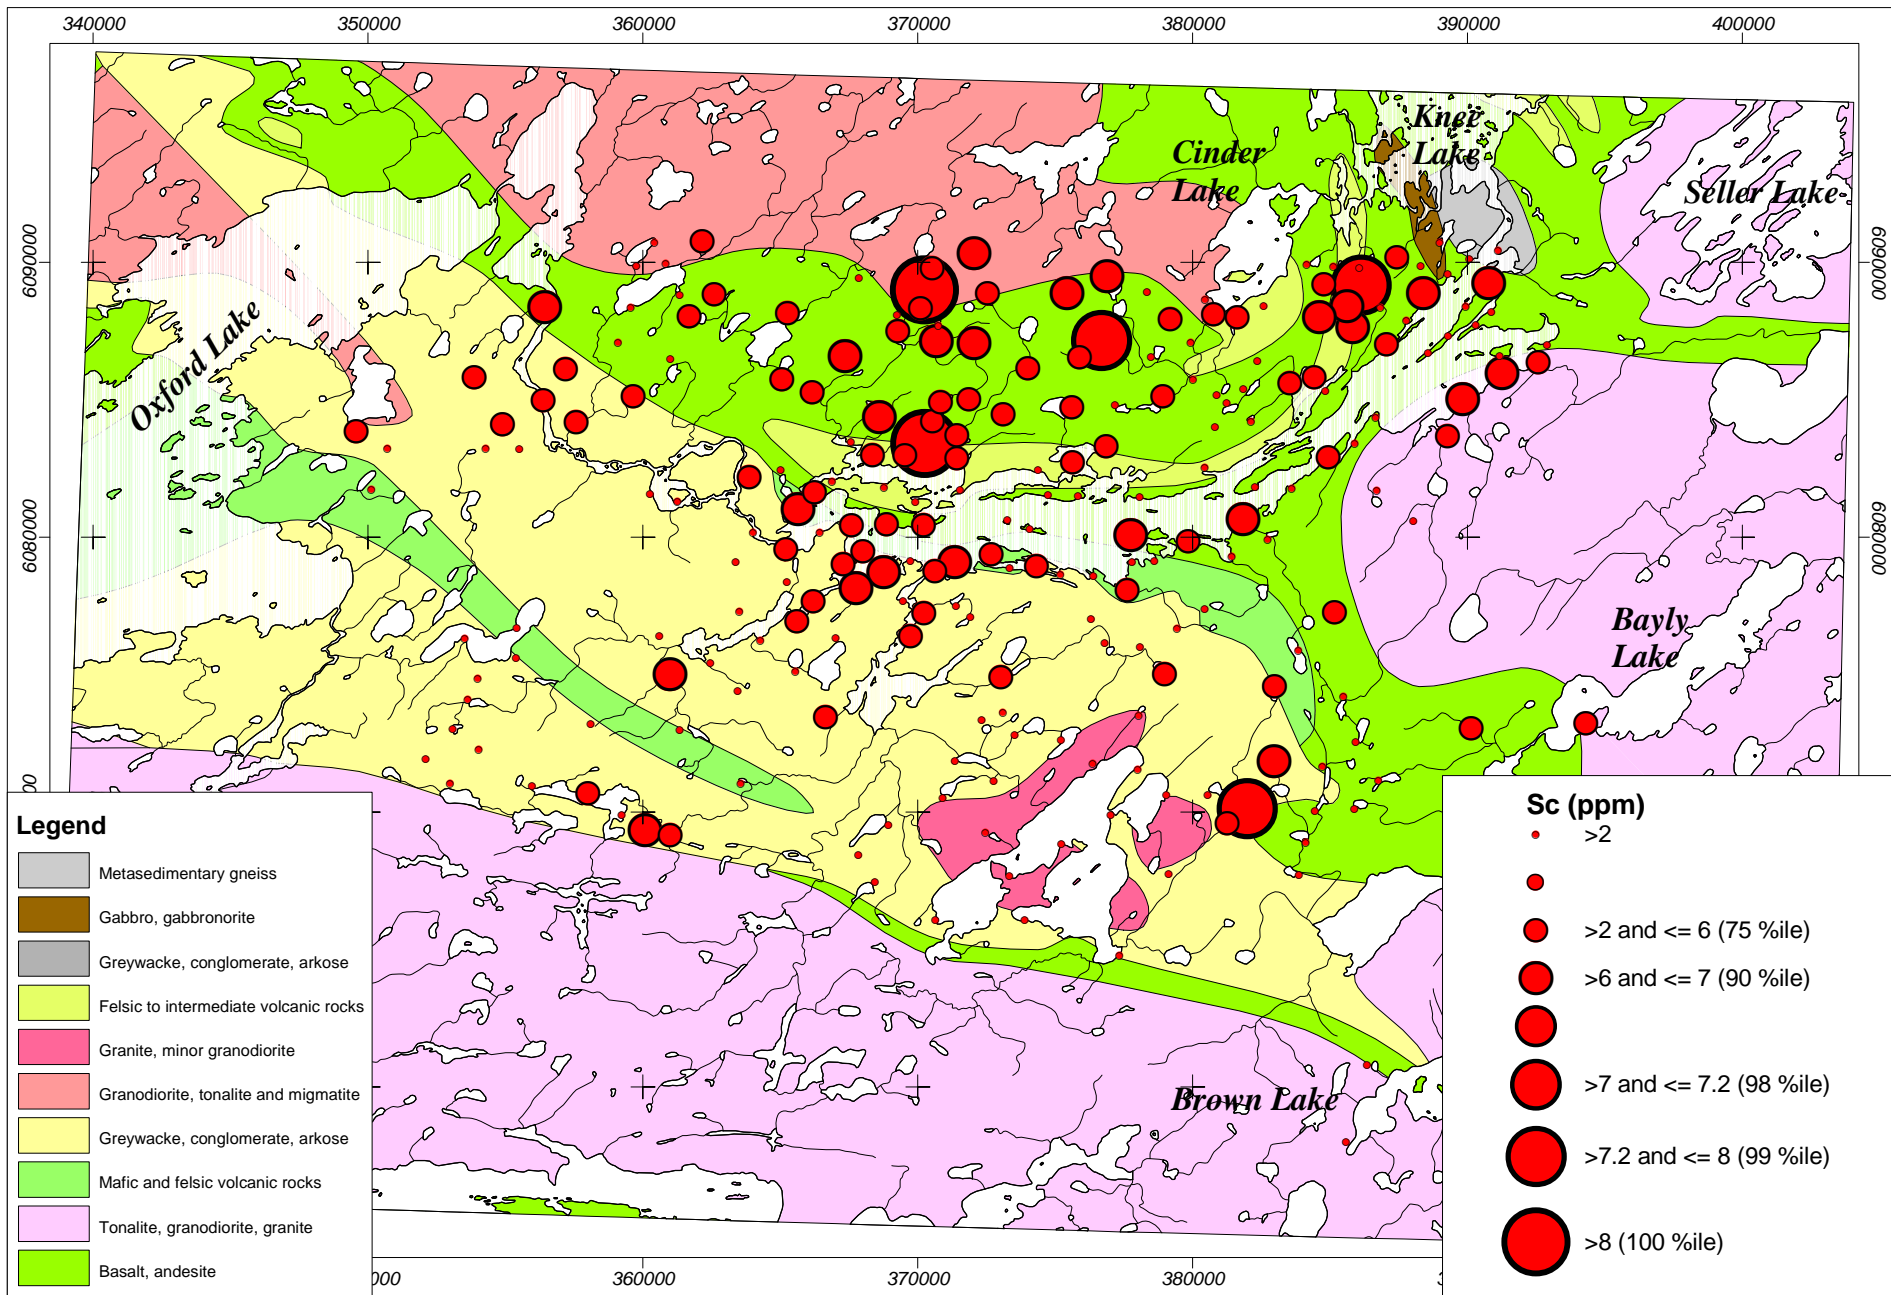 340000 350000 360000 370000 380000 390000 400000
Knee
Lake
Cinder
Lake
Seller Lake
6090000
6090000
Oxford Lake
6080000
6080000
Bayly
Lake
Brown Lake
Legend
Metasedimentary gneiss
Gabbro, gabbronorite
Greywacke, conglomerate, arkose
Felsic to intermediate volcanic rocks
Granite, minor granodiorite
Granodiorite, tonalite and migmatite
Greywacke, conglomerate, arkose
Mafic and felsic volcanic rocks
Tonalite, granodiorite, granite
Basalt, andesite
Sc (ppm)
>2
>2 and <= 6 (75 %ile)
>6 and <= 7 (90 %ile)
>7 and <= 7.2 (98 %ile)
>7.2 and <= 8 (99 %ile)
>8 (100 %ile)
360000 370000 380000